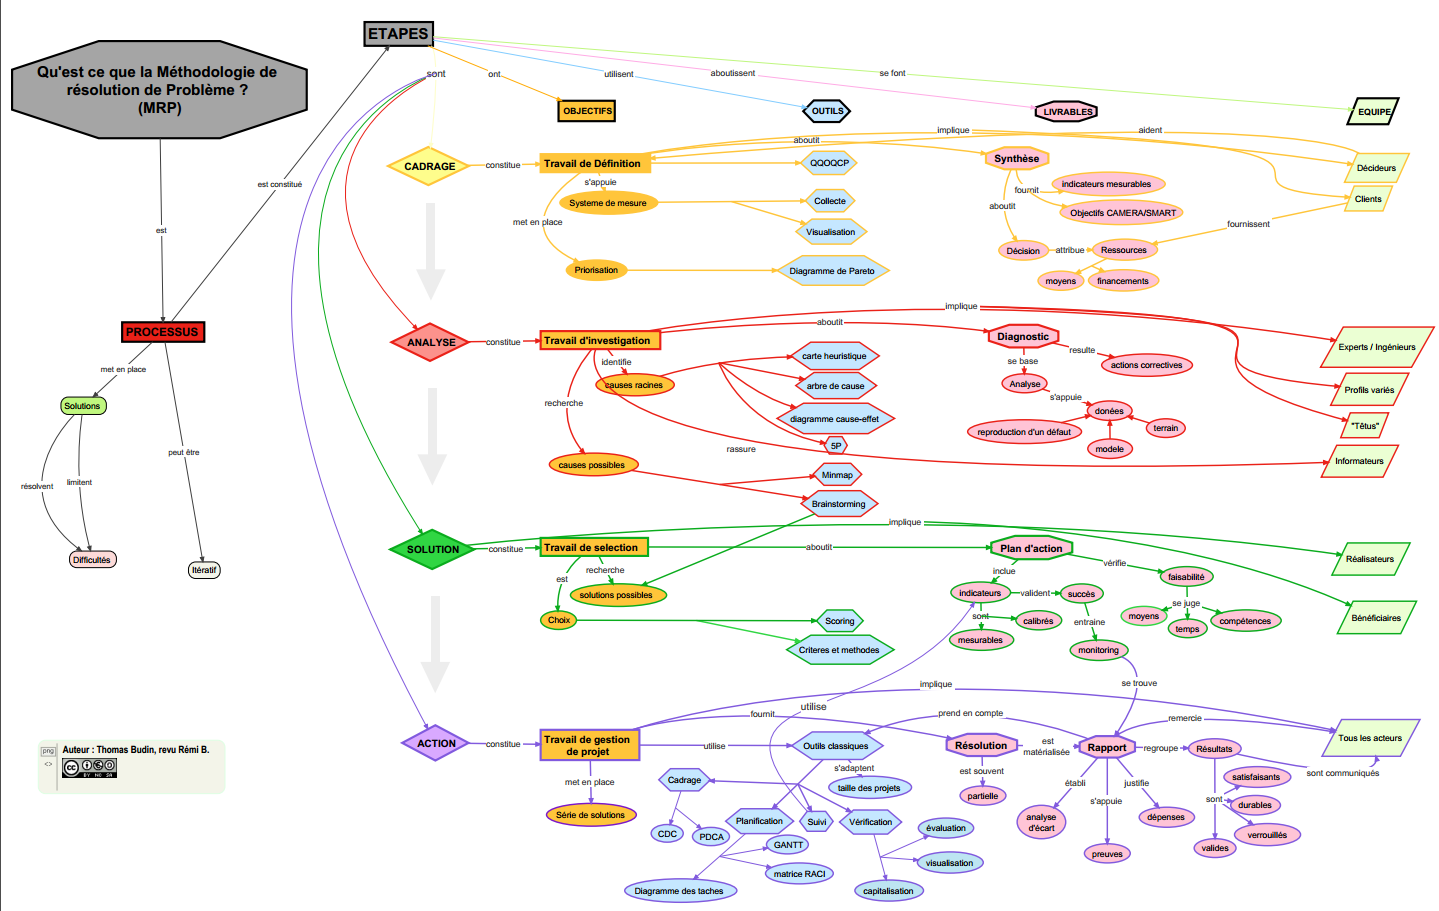 Qu'est ce que la Méthodologie de
résolution de Problème ?
(MRP)
est
est constitué
PROCESSUS
met en place
Solutions
peut être
résolvent
limitent
Difficultés
Itératif
ETAPES
sont
ont
utilisent
aboutissent
se font
OBJECTIFS
OUTILS
LIVRABLES
EQUIPE
CADRAGE
constitue
Travail de Définition
aboutit
implique
aident
QQOQCP
Synthèse
Décideurs
s'appuie
Systeme de mesure
Collecte
fournit
indicateurs mesurables
Clients
met en place
Visualisation
aboutit
Objectifs CAMERA/SMART
fournissent
Décision
attribue
Ressources
Priorisation
Diagramme de Pareto
moyens
financements
ANALYSE
constitue
Travail d'investigation
aboutit
implique
Diagnostic
Experts / Ingénieurs
identifie
carte heuristique
se base
resulte
actions correctives
causes racines
arbre de cause
Analyse
Profils variés
recherche
s'appuie
diagramme cause-effet
donées
"Têtus"
reproduction d'un défaut
terrain
5P
modele
rassure
Informateurs
causes possibles
Minmap
Brainstorming
SOLUTION
constitue
Travail de selection
aboutit
implique
Plan d'action
Réalisateurs
est
recherche
inclue
vérifie
faisabilité
solutions possibles
indicateurs
valident
succès
se juge
Choix
Scoring
sont
calibrés
entraine
moyens
temps
compétences
Bénéficiaires
Criteres et methodes
mesurables
monitoring
se trouve
ACTION
constitue
Travail de gestion
de projet
implique
utilise
fournit
prend en compte
remercie
utilise
Outils classiques
Résolution
est
matérialisée
Rapport
regroupe
Résultats
Tous les acteurs
met en place
s'adaptent
est souvent
établi
s'appuie
justifie
sont communiqués
Série de solutions
Cadrage
taille des projets
partielle
satisfaisants
sont
durables
CDC
PDCA
Planification
Suivi
Vérification
analyse
d'écart
dépenses
verrouillés
évaluation
GANTT
preuves
valides
visualisation
matrice RACI
Diagramme des taches
capitalisation
png
<>
Auteur : Thomas Budin, revu Rémi B.
cc
BY NC SA